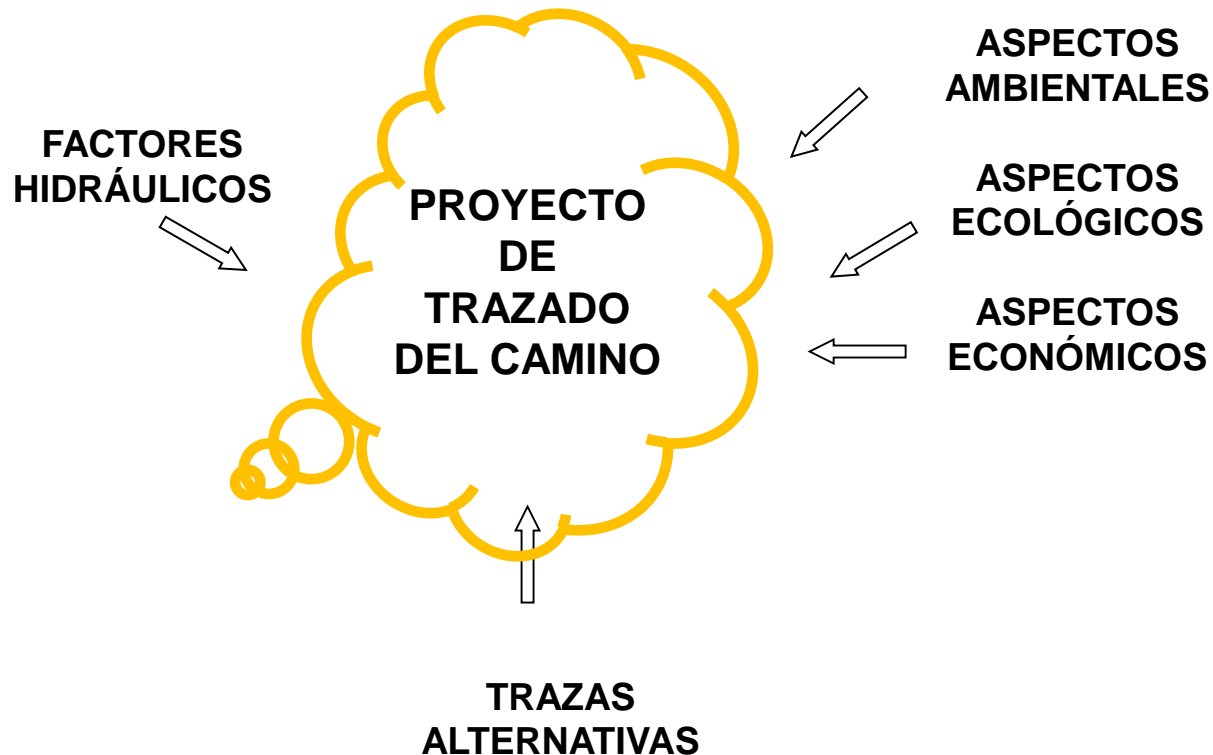 ASPECTOS
AMBIENTALES
FACTORES
HIDRÁULICOS
PROYECTO
DE
TRAZADO
DEL CAMINO
ASPECTOS
ECOLÓGICOS
ASPECTOS
ECONÓMICOS
TRAZAS
ALTERNATIVAS